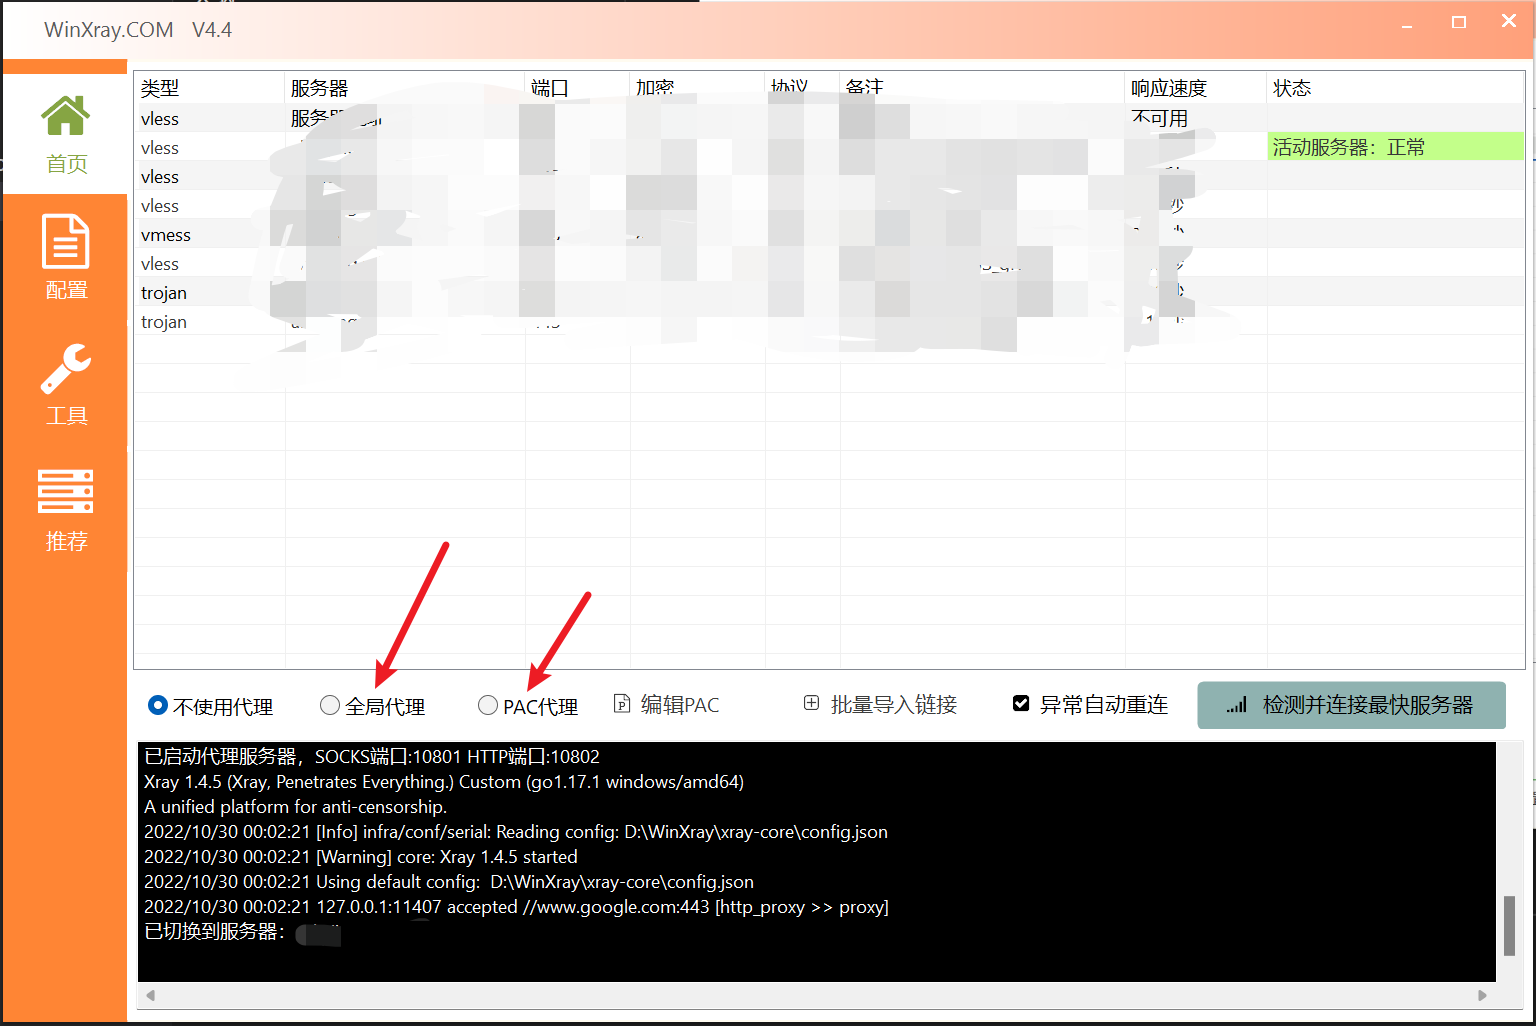 WinXray.COM V4.4
类型 服务器 端口 加密 协议 备注 响应速度 状态
vless 服务器 不可用
vless 活动服务器：正常
vless
vless
vmess
vless
trojan
trojan
首页
配置
工具
推荐
不使用代理 全局代理 PAC代理 编辑PAC 批量导入链接 异常自动重连 检测并连接最快服务器
已启动代理服务器，SOCKS端口:10801 HTTP端口:10802
Xray 1.4.5 (Xray, Penetrates Everything.) Custom (go1.17.1 windows/amd64)
A unified platform for anti-censorship.
2022/10/30 00:02:21 [Info] infra/conf/serial: Reading config: D:\WinXray\xray-core\config.json
2022/10/30 00:02:21 [Warning] core: Xray 1.4.5 started
2022/10/30 00:02:21 Using default config:  D:\WinXray\xray-core\config.json
2022/10/30 00:02:21 127.0.0.1:11407 accepted //www.google.com:443 [http_proxy >> proxy]
已切换到服务器：